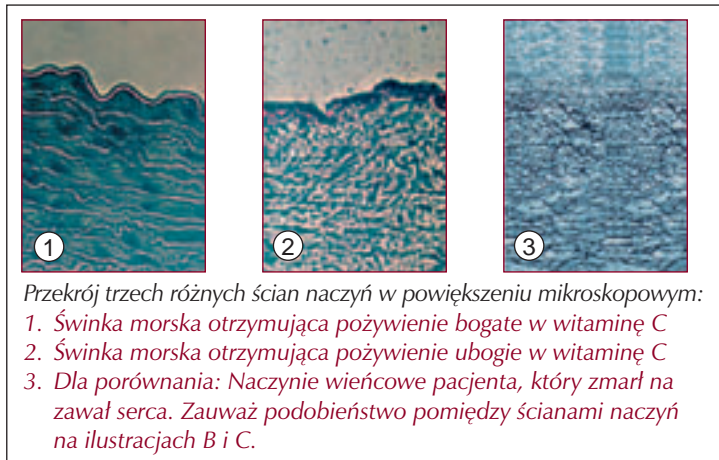 1
2
3
Przekrój trzech różnych ścian naczyń w powiększeniu mikroskopowym:
1. Świnka morska otrzymująca pożywienie bogate w witaminę C
2. Świnka morska otrzymująca pożywienie ubogie w witaminę C
3. Dla porównania: Naczynie wieńcowe pacjenta, który zmarł na
zawał serca. Zauważ podobieństwo pomiędzy ścianami naczyń
na ilustracjach B i C.